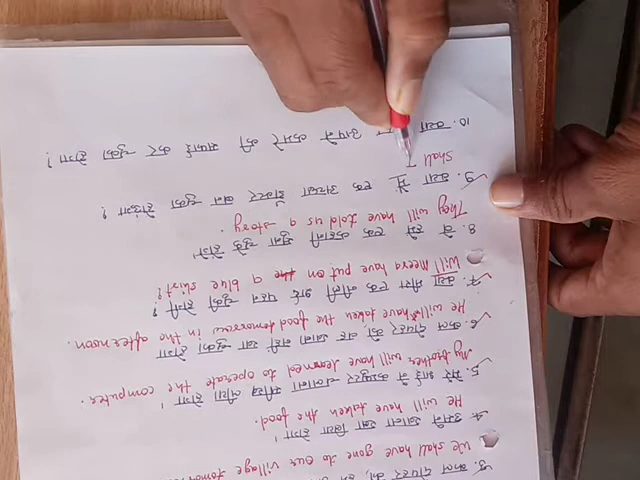 We shall have gone to our village
4. उसने खाना खा लिया होगा
He will have taken the food.
5. मेरे भाई ने कम्प्यूटर चलाना सीख लिया होगा
My brother will have learned to operate the computer.
6. कल दोपहर को, वह खाना नहीं खा चुका होगा
He will have taken the food tomorrow in the afternoon.
7. क्या मीरा एक नीली शर्ट पहन चुकी होगी ?
Will Meera have put on a blue shirt?
8. वे हमें एक कहानी सुना चुके होंगे
They will have told us a story.
9. क्या मैं एक अच्छा डॉक्टर बन चुका होऊंगा ?
Shall I
10. क्या अपने कमरे की सफाई कर चुका होगा ?